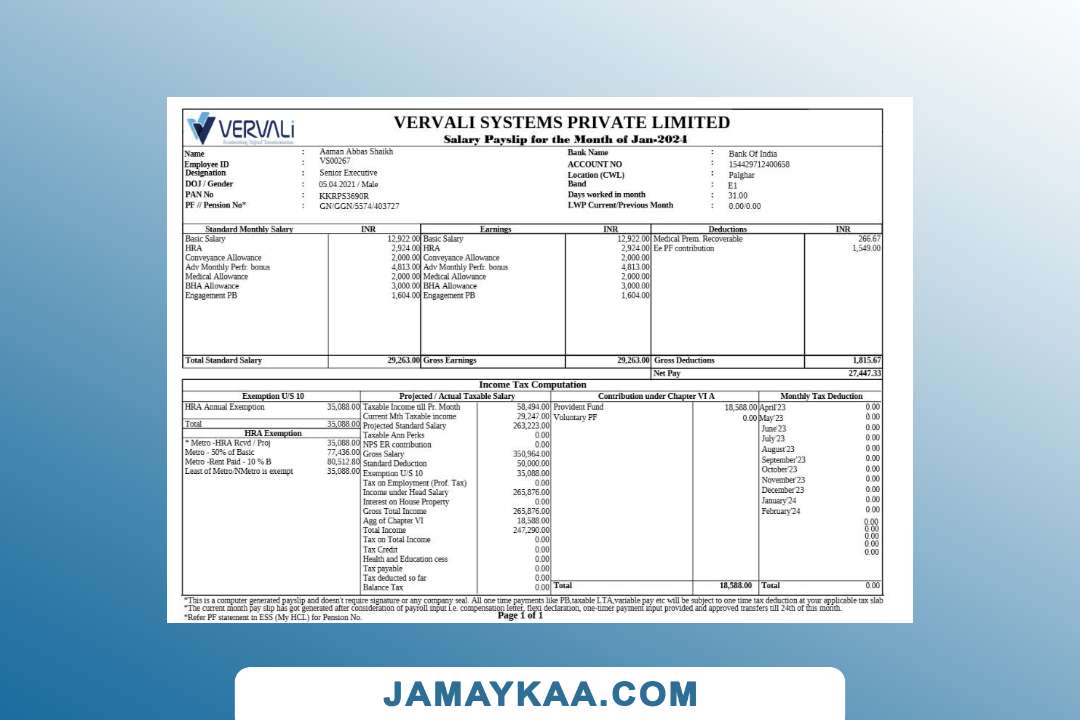 VERVALI
VERVALI SYSTEMS PRIVATE LIMITED
Salary Payslip for the Month of Jan-2024
Name : Aaman Abbas Shaikh Bank Name : Bank Of India
Employee ID : VS00267 ACCOUNT NO : 154429712400658
Designation : Senior Executive Location (CWL) : Palghar
DOJ / Gender : 05.04.2021 / Male Band : E1
PAN No : KKRPS3690R Days worked in month : 31.00
PF // Pension No* : GN/GGN/5574/403727 LWP Current/Previous Month : 0.00/0.00
Standard Monthly Salary INR Earnings INR Deductions INR
Basic Salary 12,922.00 Basic Salary 12,922.00 Medical Prem. Recoverable 266.67
HRA 2,924.00 HRA 2,924.00 Ee PF contribution 1,549.00
Conveyance Allowance 2,000.00 Conveyance Allowance 2,000.00
Adv Monthly Perfr. bonus 4,813.00 Adv Monthly Perfr. bonus 4,813.00
Medical Allowance 2,000.00 Medical Allowance 2,000.00
BHA Allowance 3,000.00 BHA Allowance 3,000.00
Engagement PB 1,604.00 Engagement PB 1,604.00
Total Standard Salary 29,263.00 Gross Earnings 29,263.00 Gross Deductions 1,815.67
Net Pay 27,447.33
Income Tax Computation
Exemption U/S 10 Projected / Actual Taxable Salary Contribution under Chapter VI A Monthly Tax Deduction
HRA Annual Exemption 35,088.00 Taxable Income till Pr. Month 58,494.00 Provident Fund 18,588.00 April'23 0.00
Current Mth Taxable income 29,247.00 Voluntary PF 0.00 May'23 0.00
Total 35,088.00 Projected Standard Salary 263,223.00 June'23 0.00
HRA Exemption Taxable Ann Perks 0.00 July'23 0.00
* Metro -HRA Rcvd / Proj 35,088.00 NPS ER contribution 0.00 August'23 0.00
Metro - 50% of Basic 77,436.00 Gross Salary 350,964.00 September'23 0.00
Metro -Rent Paid - 10 % B 80,512.80 Standard Deduction 50,000.00 October'23 0.00
Least of Metro/NMetro is exempt 35,088.00 Exemption U/S 10 35,088.00 November'23 0.00
Tax on Employment (Prof. Tax) 0.00 December'23 0.00
Income under Head Salary 265,876.00 January'24 0.00
Interest on House Property 0.00 February'24 0.00
Gross Total Income 265,876.00 0.00
Agg of Chapter VI 18,588.00 0.00
Total Income 247,290.00 0.00
Tax on Total Income 0.00 0.00
Tax Credit 0.00 0.00
Health and Education cess 0.00
Tax payable 0.00
Tax deducted so far 0.00
Balance Tax 0.00 Total 18,588.00 Total 0.00
*This is a computer generated payslip and doesn't require signature or any company seal. All one time payments like PB,taxable LTA,variable pay etc will be subject to one time tax deduction at your applicable tax slab
*The current month pay slip has got generated after consideration of payroll input i.e. compensation letter, flexi declaration, one-timer payment input provided and approved transfers till 24th of this month.
*Refer PF statement in ESS (My HCL) for Pension No.
Page 1 of 1
JAMAYKAA.COM